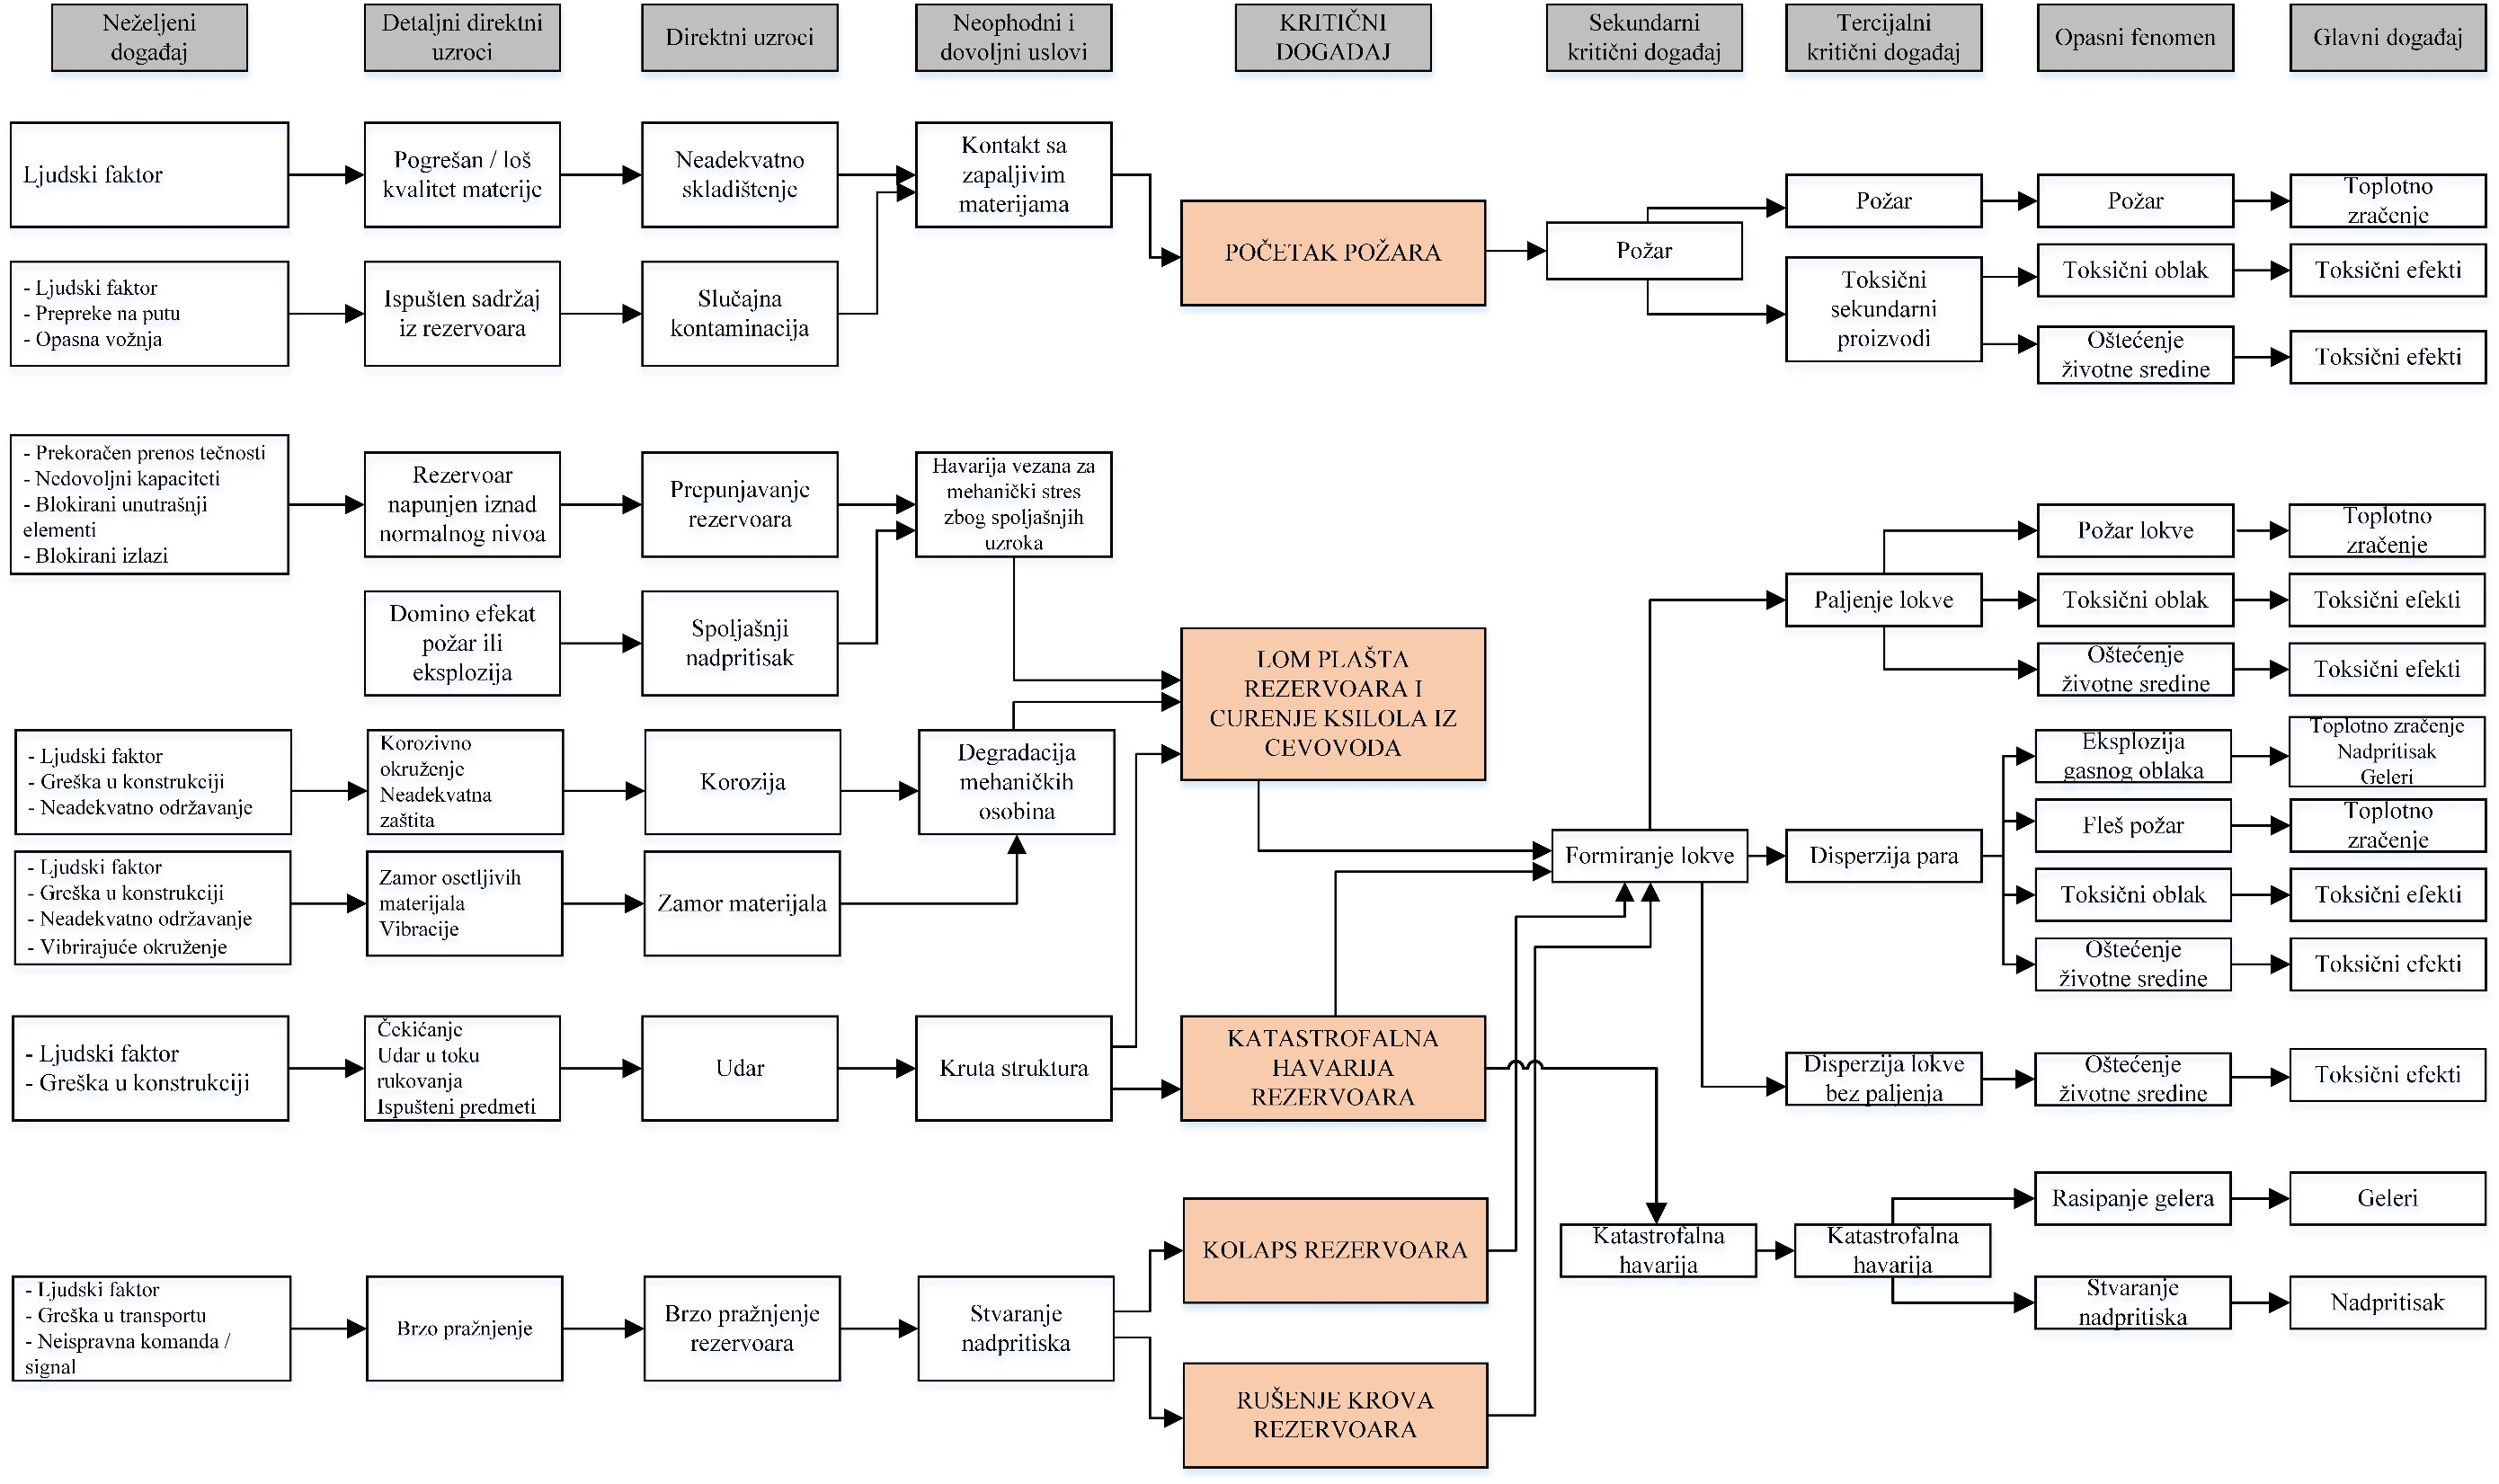 Neželjeni
događaj
Detaljni direktni
uzroci
Direktni uzroci
Neophodni i
dovoljni uslovi
KRITIČNI
DOGAĐAJ
Sekundarni
kritični događaj
Tercijalni
kritični događaj
Opasni fenomen
Glavni događaj
Ljudski faktor
Pogrešan / loš
kvalitet materije
Neadekvatno
skladištenje
Kontakt sa
zapaljivim
materijama
- Ljudski faktor
- Prepreke na putu
- Opasna vožnja
Ispušten sadržaj
iz rezervoara
Slučajna
kontaminacija
POČETAK POŽARA
Požar
Požar
Požar
Toplotno
zračenje
Toksični
sekundarni
proizvodi
Toksični oblak
Toksični efekti
Oštećenje
životne sredine
Toksični efekti
- Prekoračen prenos tečnosti
- Nedovoljni kapaciteti
- Blokirani unutrašnji
elementi
- Blokirani izlazi
Rezervoar
napunjen iznad
normalnog nivoa
Prepunjavanje
rezervoara
Havarija vezana za
mehanički stres
zbog spoljašnjih
uzroka
Domino efekat
požar ili
eksplozija
Spoljašnji
nadpritisak
LOM PLAŠTA
REZERVOARA I
CURENJE KSILOLA IZ
CEVOVODA
Paljenje lokve
Požar lokve
Toplotno
zračenje
Toksični oblak
Toksični efekti
Oštećenje
životne sredine
Toksični efekti
- Ljudski faktor
- Greška u konstrukciji
- Neadekvatno održavanje
Korozivno
okruženje
Neadekvatna
zaštita
Korozija
Degradacija
mehaničkih
osobina
- Ljudski faktor
- Greška u konstrukciji
- Neadekvatno održavanje
- Vibrirajuće okruženje
Zamor osetljivih
materijala
Vibracije
Zamor materijala
Formiranje lokve
Disperzija para
Eksplozija
gasnog oblaka
Toplotno zračenje
Nadpritisak
Geleri
Fleš požar
Toplotno
zračenje
Toksični oblak
Toksični efekti
Oštećenje
životne sredine
Toksični efekti
- Ljudski faktor
- Greška u konstrukciji
Čekićanje
Udar u toku
rukovanja
Ispušteni predmeti
Udar
Kruta struktura
KATASTROFALNA
HAVARIJA
REZERVOARA
Disperzija lokve
bez paljenja
Oštećenje
životne sredine
Toksični efekti
KOLAPS REZERVOARA
Katastrofalna
havarija
Katastrofalna
havarija
Rasipanje gelera
Geleri
Stvaranje
nadpritiska
Nadpritisak
- Ljudski faktor
- Greška u transportu
- Neispravna komanda /
signal
Brzo pražnjenje
Brzo pražnjenje
rezervoara
Stvaranje
nadpritiska
RUŠENJE KROVA
REZERVOARA